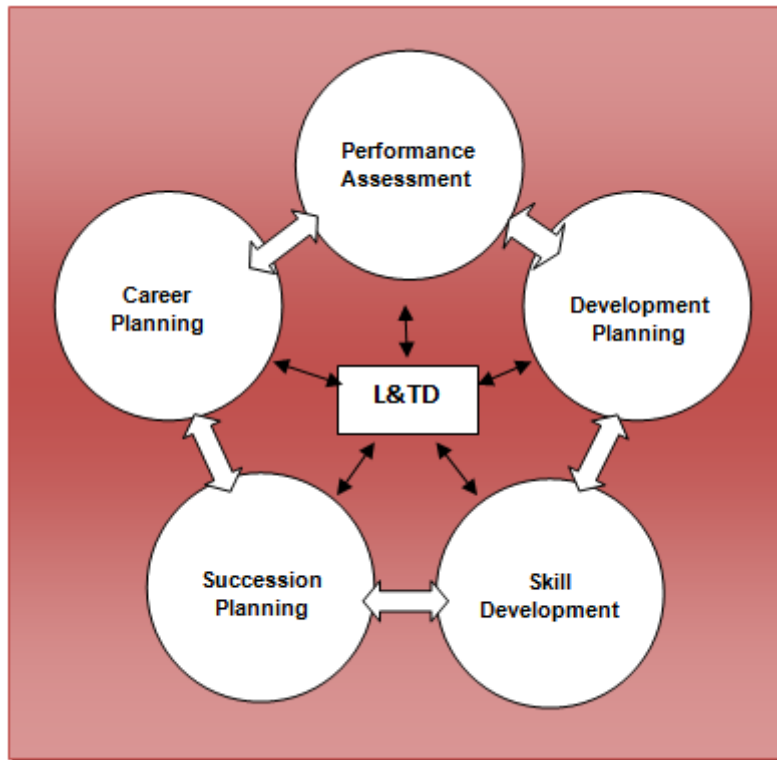 Performance
Assessment
Career
Planning
Development
Planning
L&TD
Succession
Planning
Skill
Development